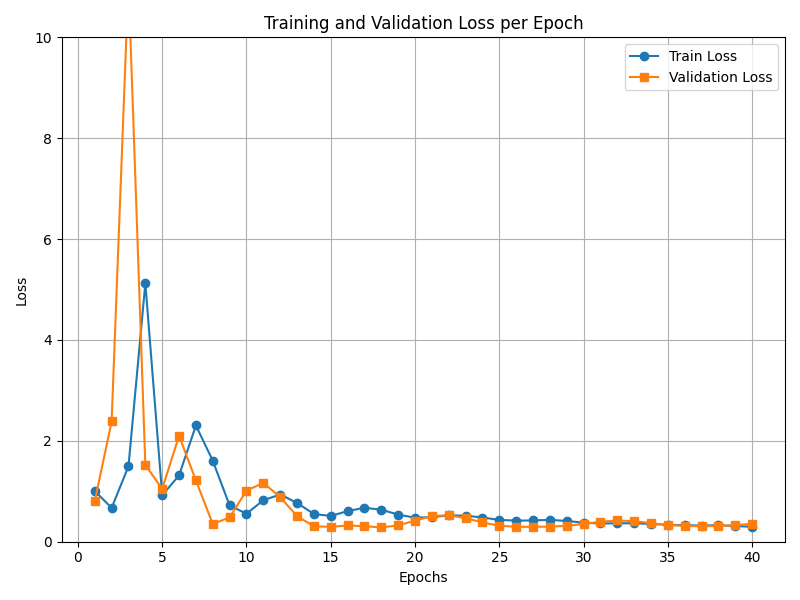 Training and Validation Loss per Epoch
Train Loss
Validation Loss
10
8
6
4
2
0
Loss
0 5 10 15 20 25 30 35 40
Epochs